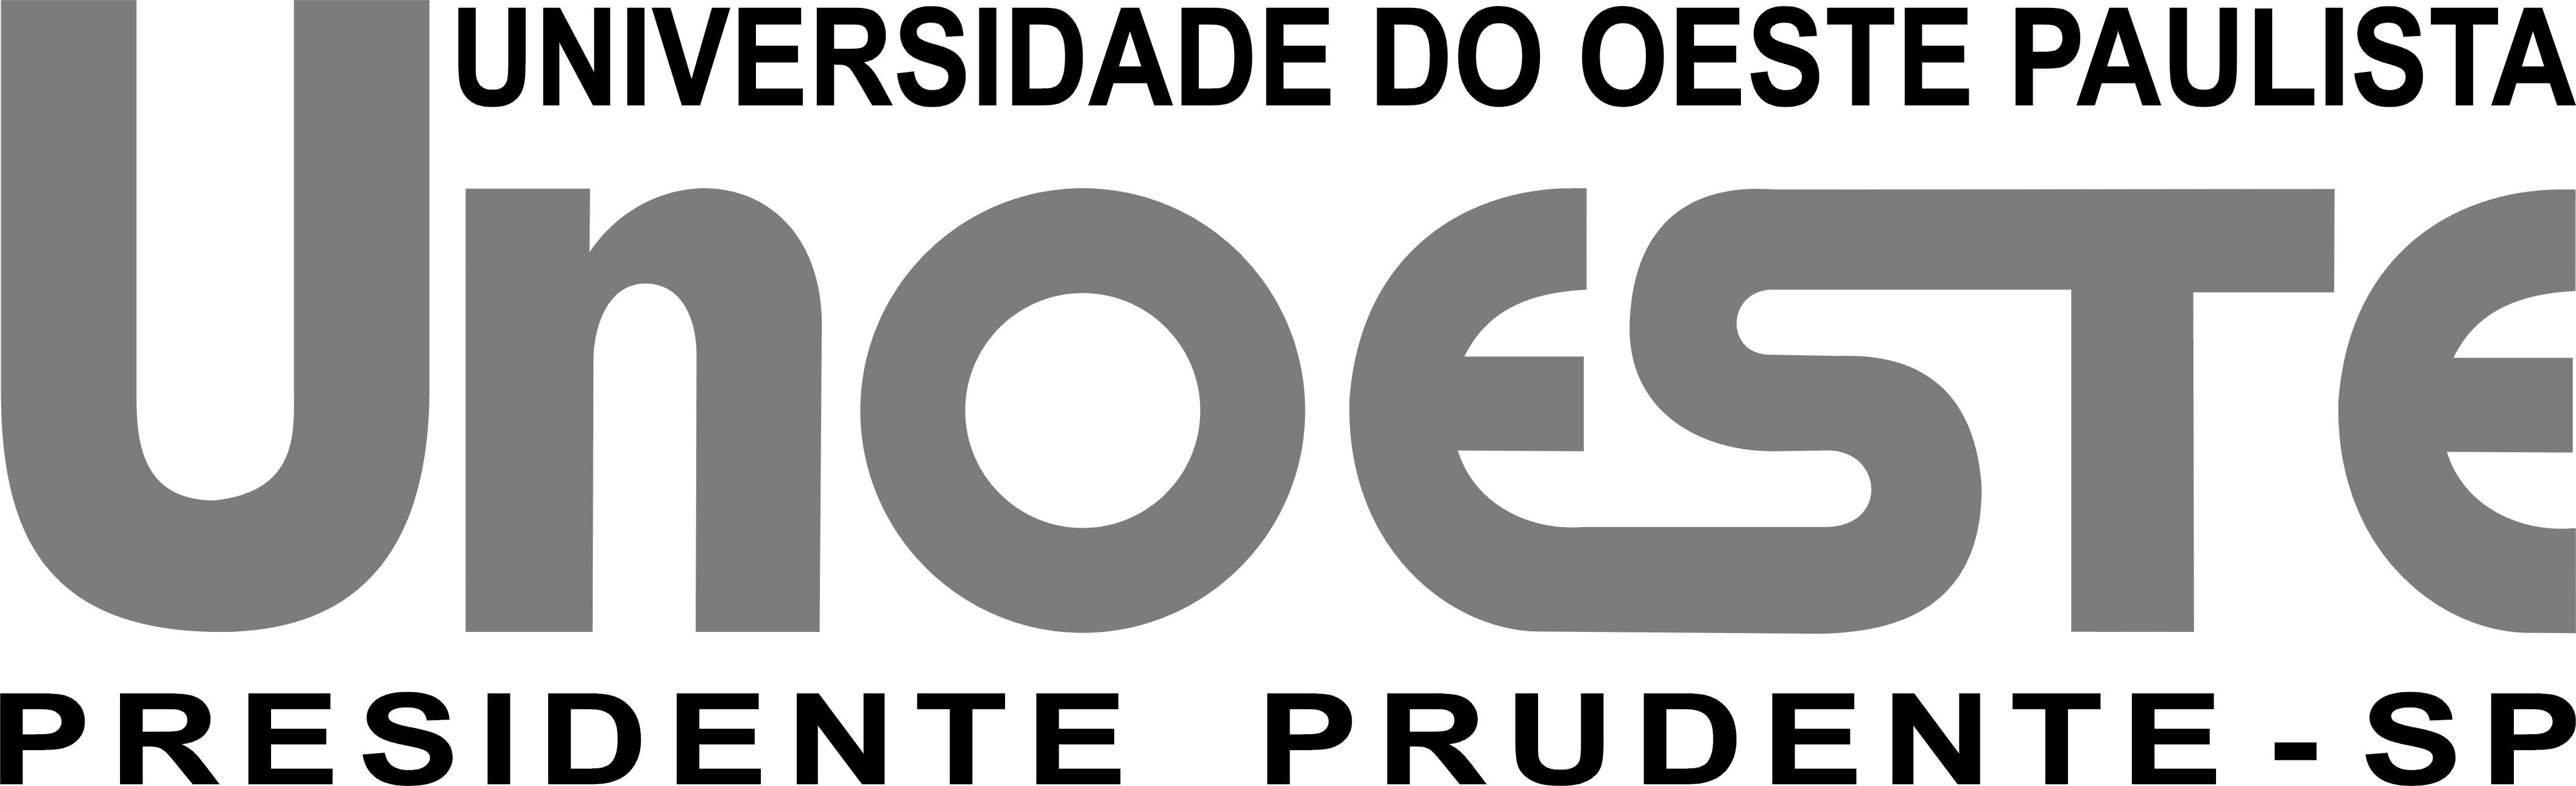 UNIVERSIDADE DO OESTE PAULISTA
UNOESTE
PRESIDENTE PRUDENTE - SP